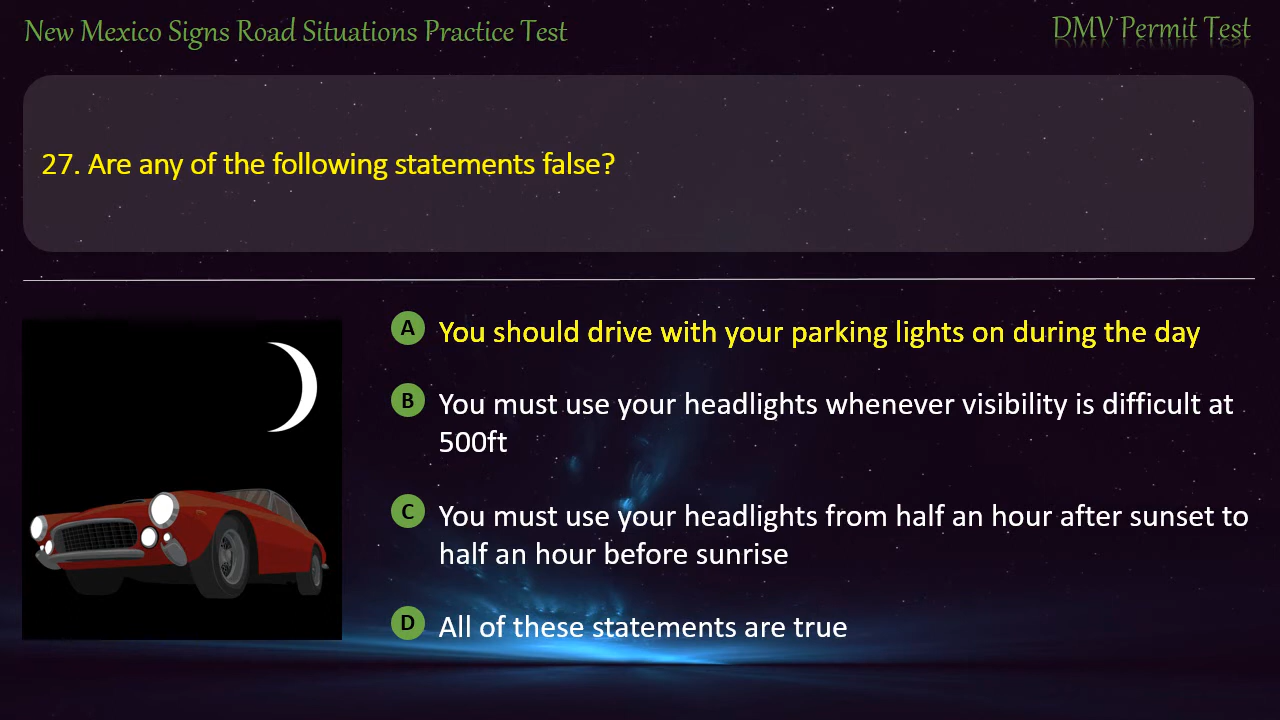 New Mexico Signs Road Situations Practice Test
DMV Permit Test
27. Are any of the following statements false?
A You should drive with your parking lights on during the day
B You must use your headlights whenever visibility is difficult at
500ft
C You must use your headlights from half an hour after sunset to
half an hour before sunrise
D All of these statements are true